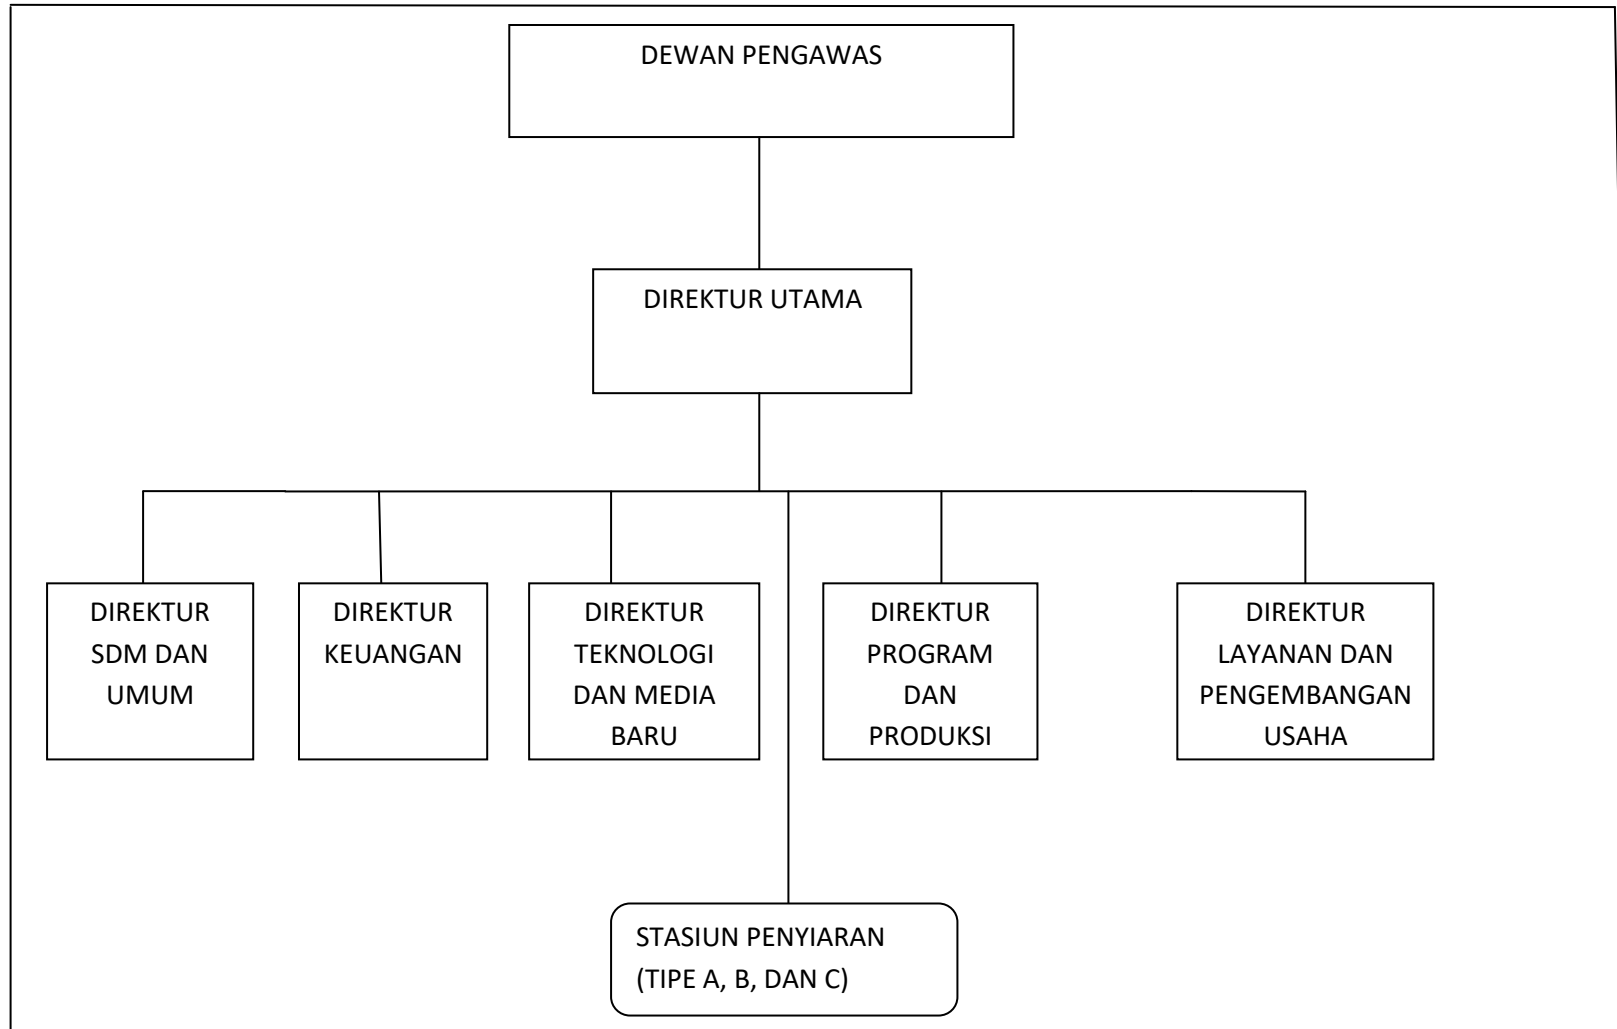 DEWAN PENGAWAS
DIREKTUR UTAMA
DIREKTUR
SDM DAN
UMUM
DIREKTUR
KEUANGAN
DIREKTUR
TEKNOLOGI
DAN MEDIA
BARU
DIREKTUR
PROGRAM
DAN
PRODUKSI
DIREKTUR
LAYANAN DAN
PENGEMBANGAN
USAHA
STASIUN PENYIARAN
(TIPE A, B, DAN C)